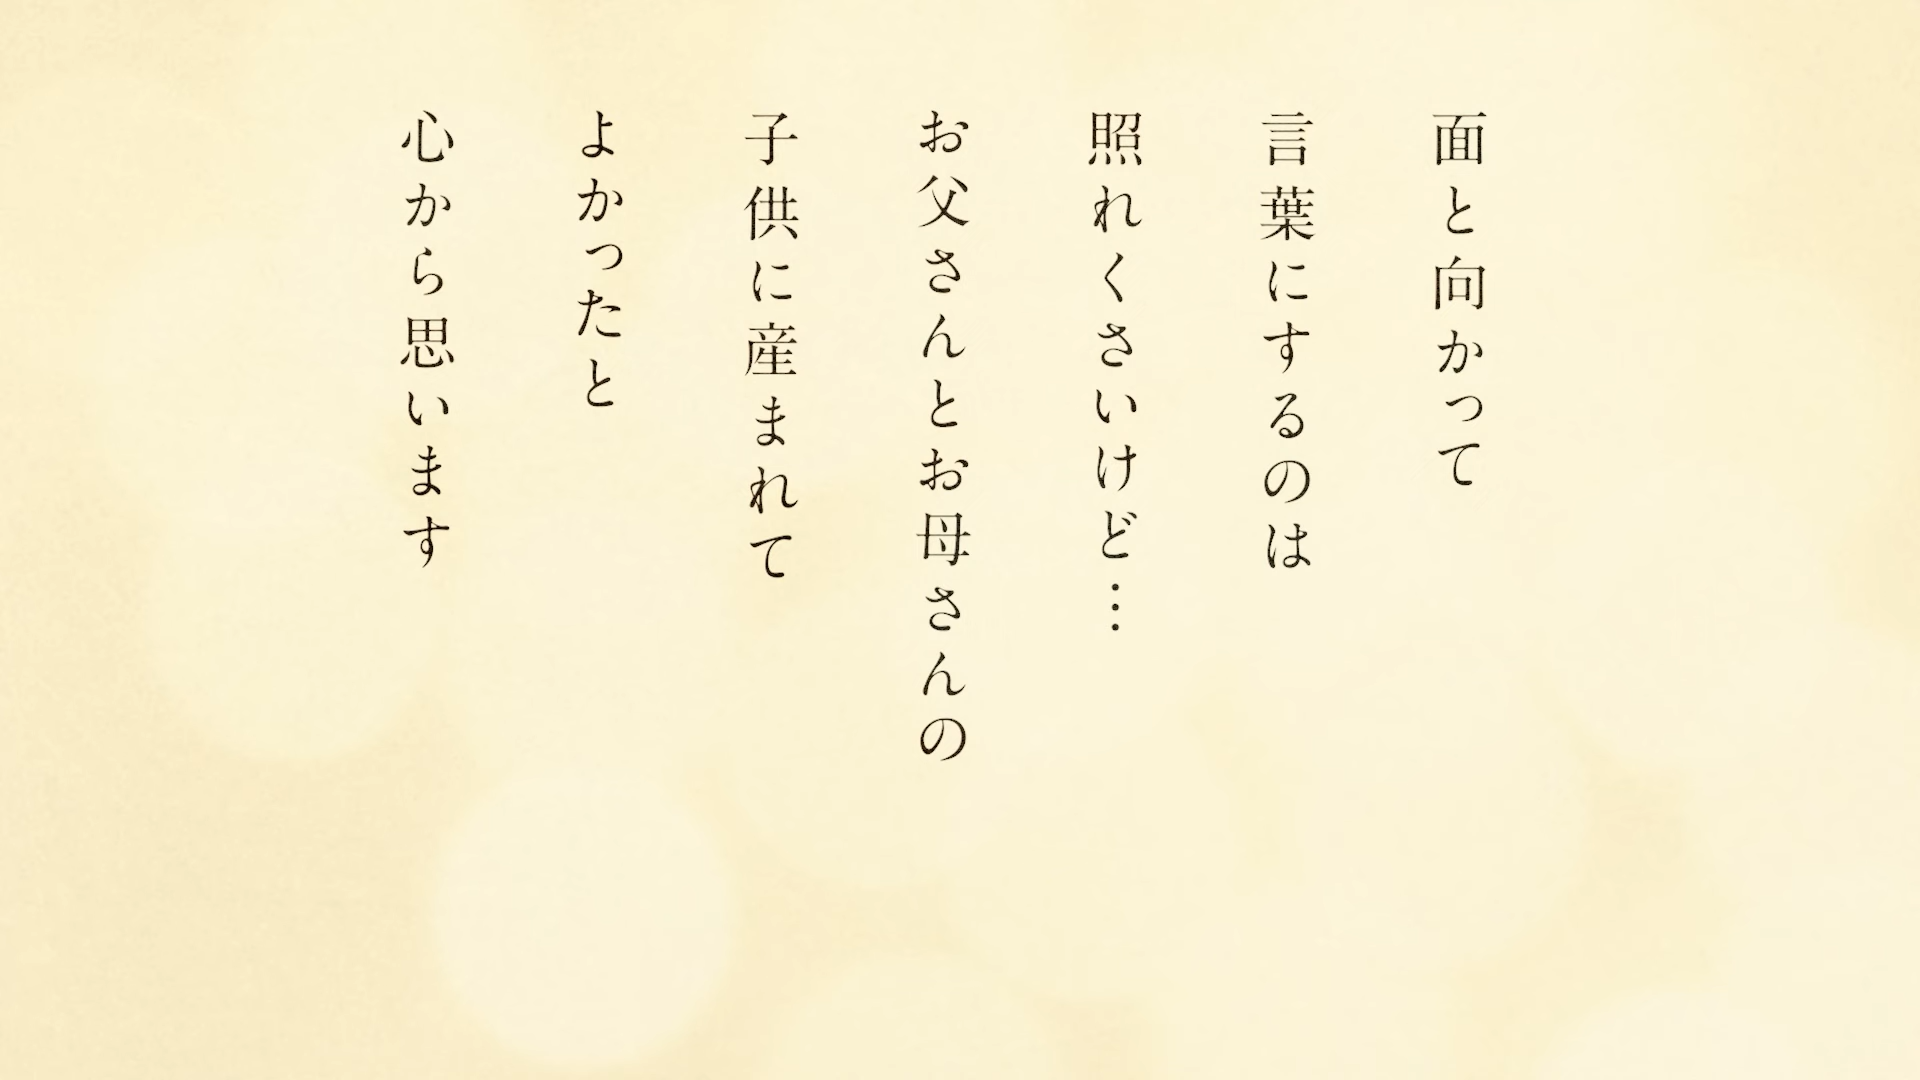 面と向かって
言葉にするのは
照れくさいけど…
お父さんとお母さんの
子供に産まれて
よかったと
心から思います